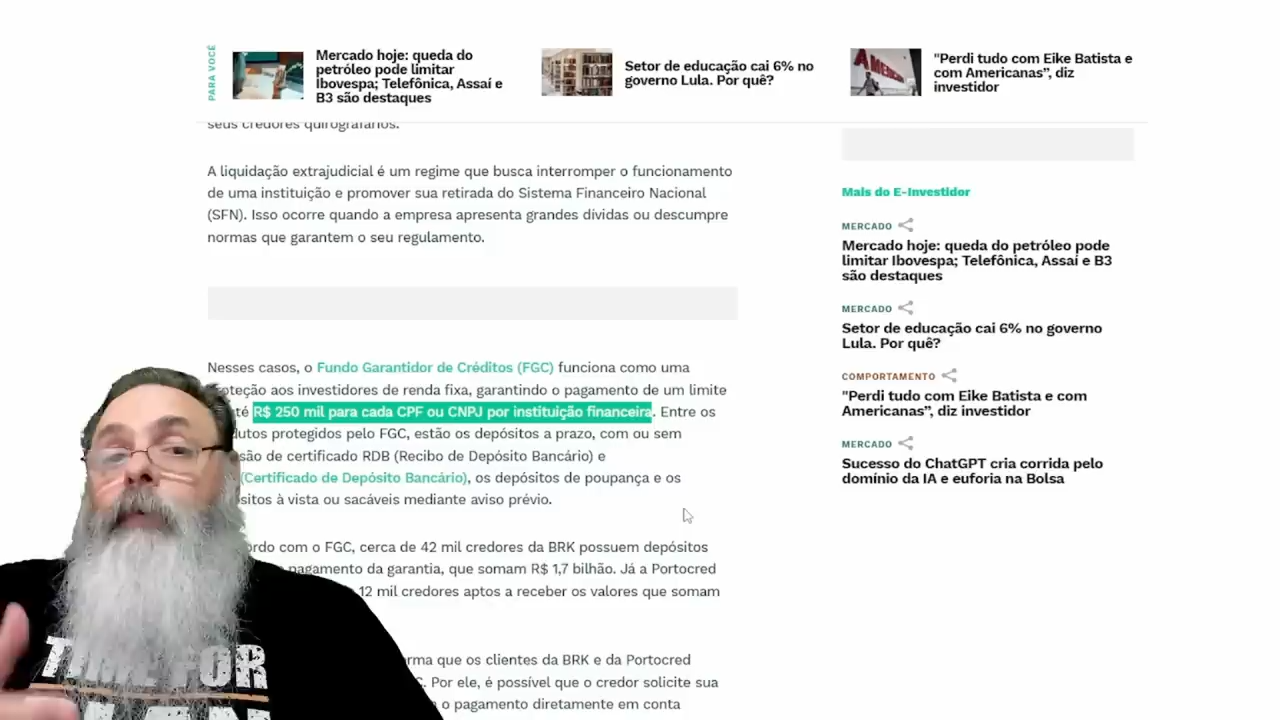 PARA VOCÊ
Mercado hoje: queda do
petróleo pode limitar
Ibovespa; Telefônica, Assaí e
B3 são destaques
Setor de educação cai 6% no
governo Lula. Por quê?
"Perdi tudo com Eike Batista e
com Americanas”, diz
investidor
seus credores quirografários.
A liquidação extrajudicial é um regime que busca interromper o funcionamento
de uma instituição e promover sua retirada do Sistema Financeiro Nacional
(SFN). Isso ocorre quando a empresa apresenta grandes dívidas ou descumpre
normas que garantem o seu regulamento.
Nesses casos, o Fundo Garantidor de Créditos (FGC) funciona como uma
proteção aos investidores de renda fixa, garantindo o pagamento de um limite
até R$ 250 mil para cada CPF ou CNPJ por instituição financeira. Entre os
protegidos pelo FGC, estão os depósitos a prazo, com ou sem
de certificado RDB (Recibo de Depósito Bancário) e
(Certificado de Depósito Bancário), os depósitos de poupança e os
à vista ou sacáveis mediante aviso prévio.
com o FGC, cerca de 42 mil credores da BRK possuem depósitos
pagamento da garantia, que somam R$ 1,7 bilhão. Já a Portocred
12 mil credores aptos a receber os valores que somam
que os clientes da BRK e da Portocred
Por ele, é possível que o credor solicite sua
o pagamento diretamente em conta
Mais do E-Investidor
MERCADO
Mercado hoje: queda do petróleo pode
limitar Ibovespa; Telefônica, Assaí e B3
são destaques
MERCADO
Setor de educação cai 6% no governo
Lula. Por quê?
COMPORTAMENTO
"Perdi tudo com Eike Batista e com
Americanas”, diz investidor
MERCADO
Sucesso do ChatGPT cria corrida pelo
domínio da IA e euforia na Bolsa
TIME FOR